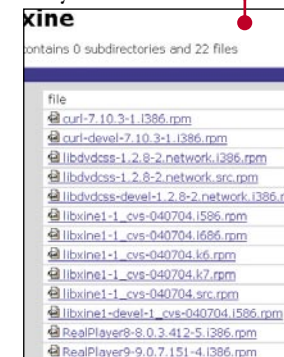 xine
contains 0 subdirectories and 22 files
file
curl-7.10.3-1.i386.rpm
curl-devel-7.10.3-1.i386.rpm
libdvdcss-1.2.8-2.network.i386.rpm
libdvdcss-1.2.8-2.network.src.rpm
libdvdcss-devel-1.2.8-2.network.i386.r
libxine1-1_cvs-040704.i586.rpm
libxine1-1_cvs-040704.i686.rpm
libxine1-1_cvs-040704.k6.rpm
libxine1-1_cvs-040704.k7.rpm
libxine1-1_cvs-040704.src.rpm
libxine1-devel-1_cvs-040704.i586.rpm
RealPlayer8-8.0.3.412-5.i386.rpm
RealPlayer9-9.0.7.151-4.i386.rpm